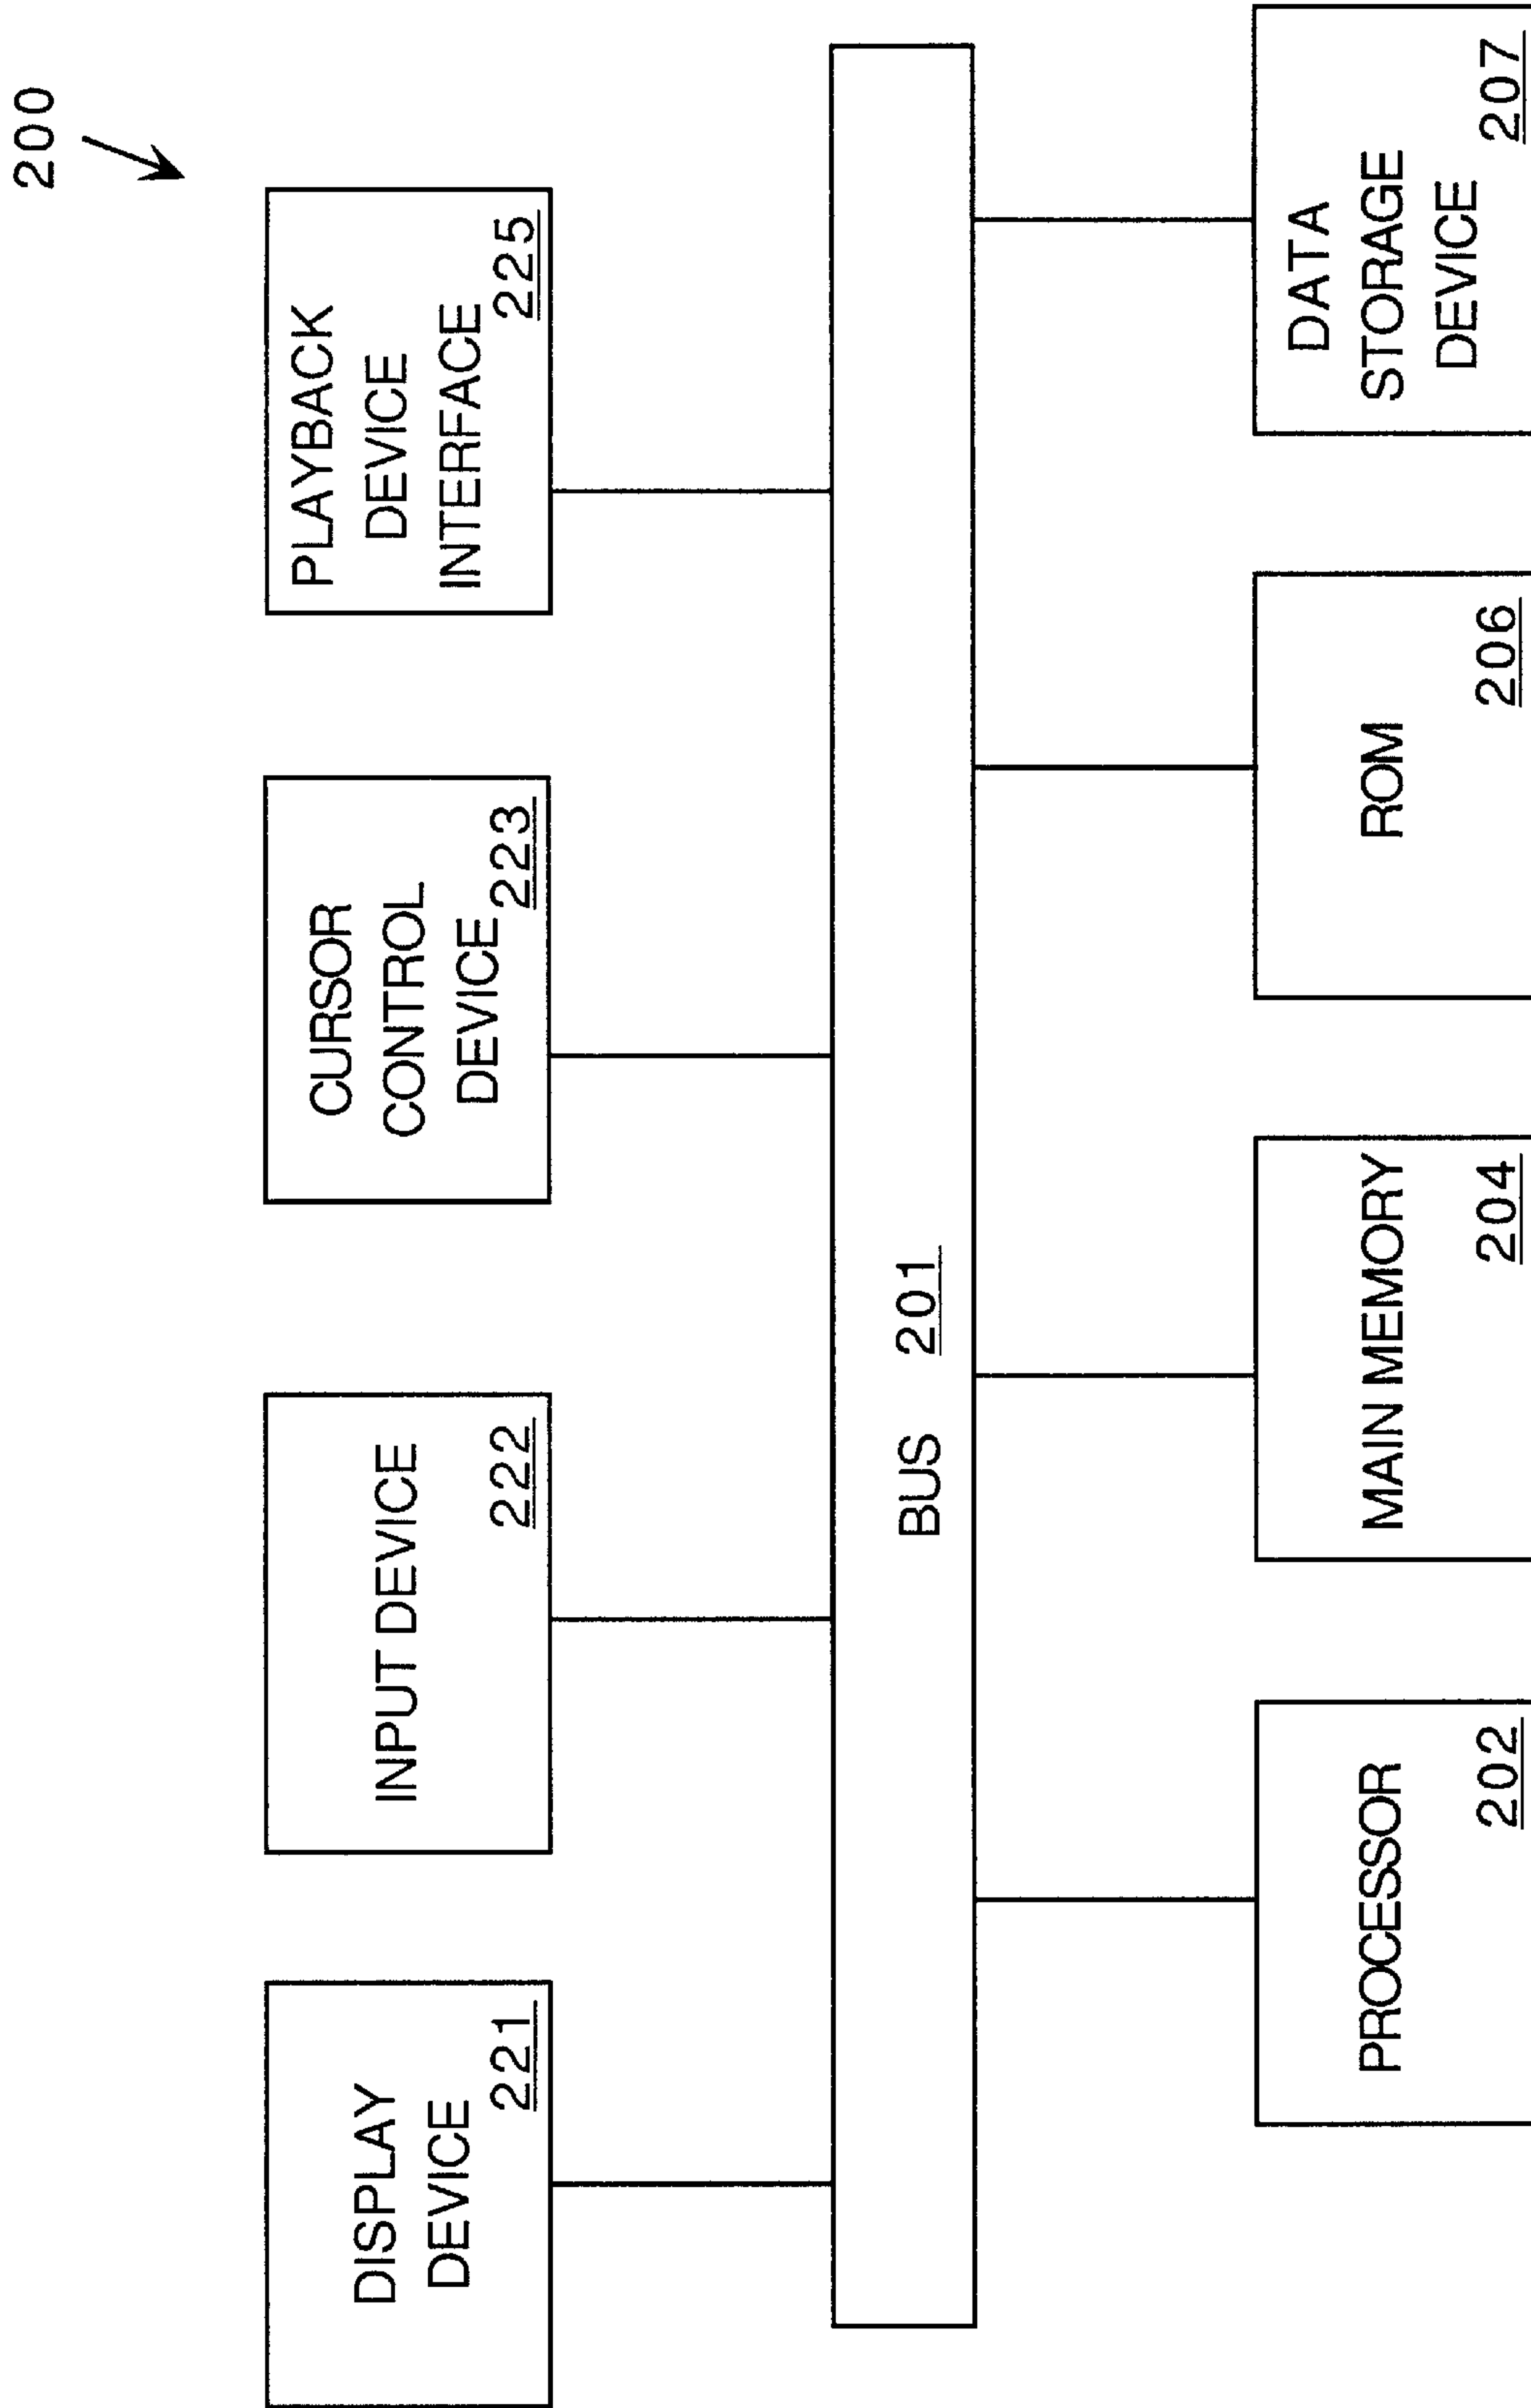 200
DISPLAY
DEVICE
221
INPUT DEVICE
222
CURSOR
CONTROL
DEVICE
223
PLAYBACK
DEVICE
INTERFACE
225
BUS 201
PROCESSOR
202
MAIN MEMORY
204
ROM
206
DATA
STORAGE
DEVICE
207